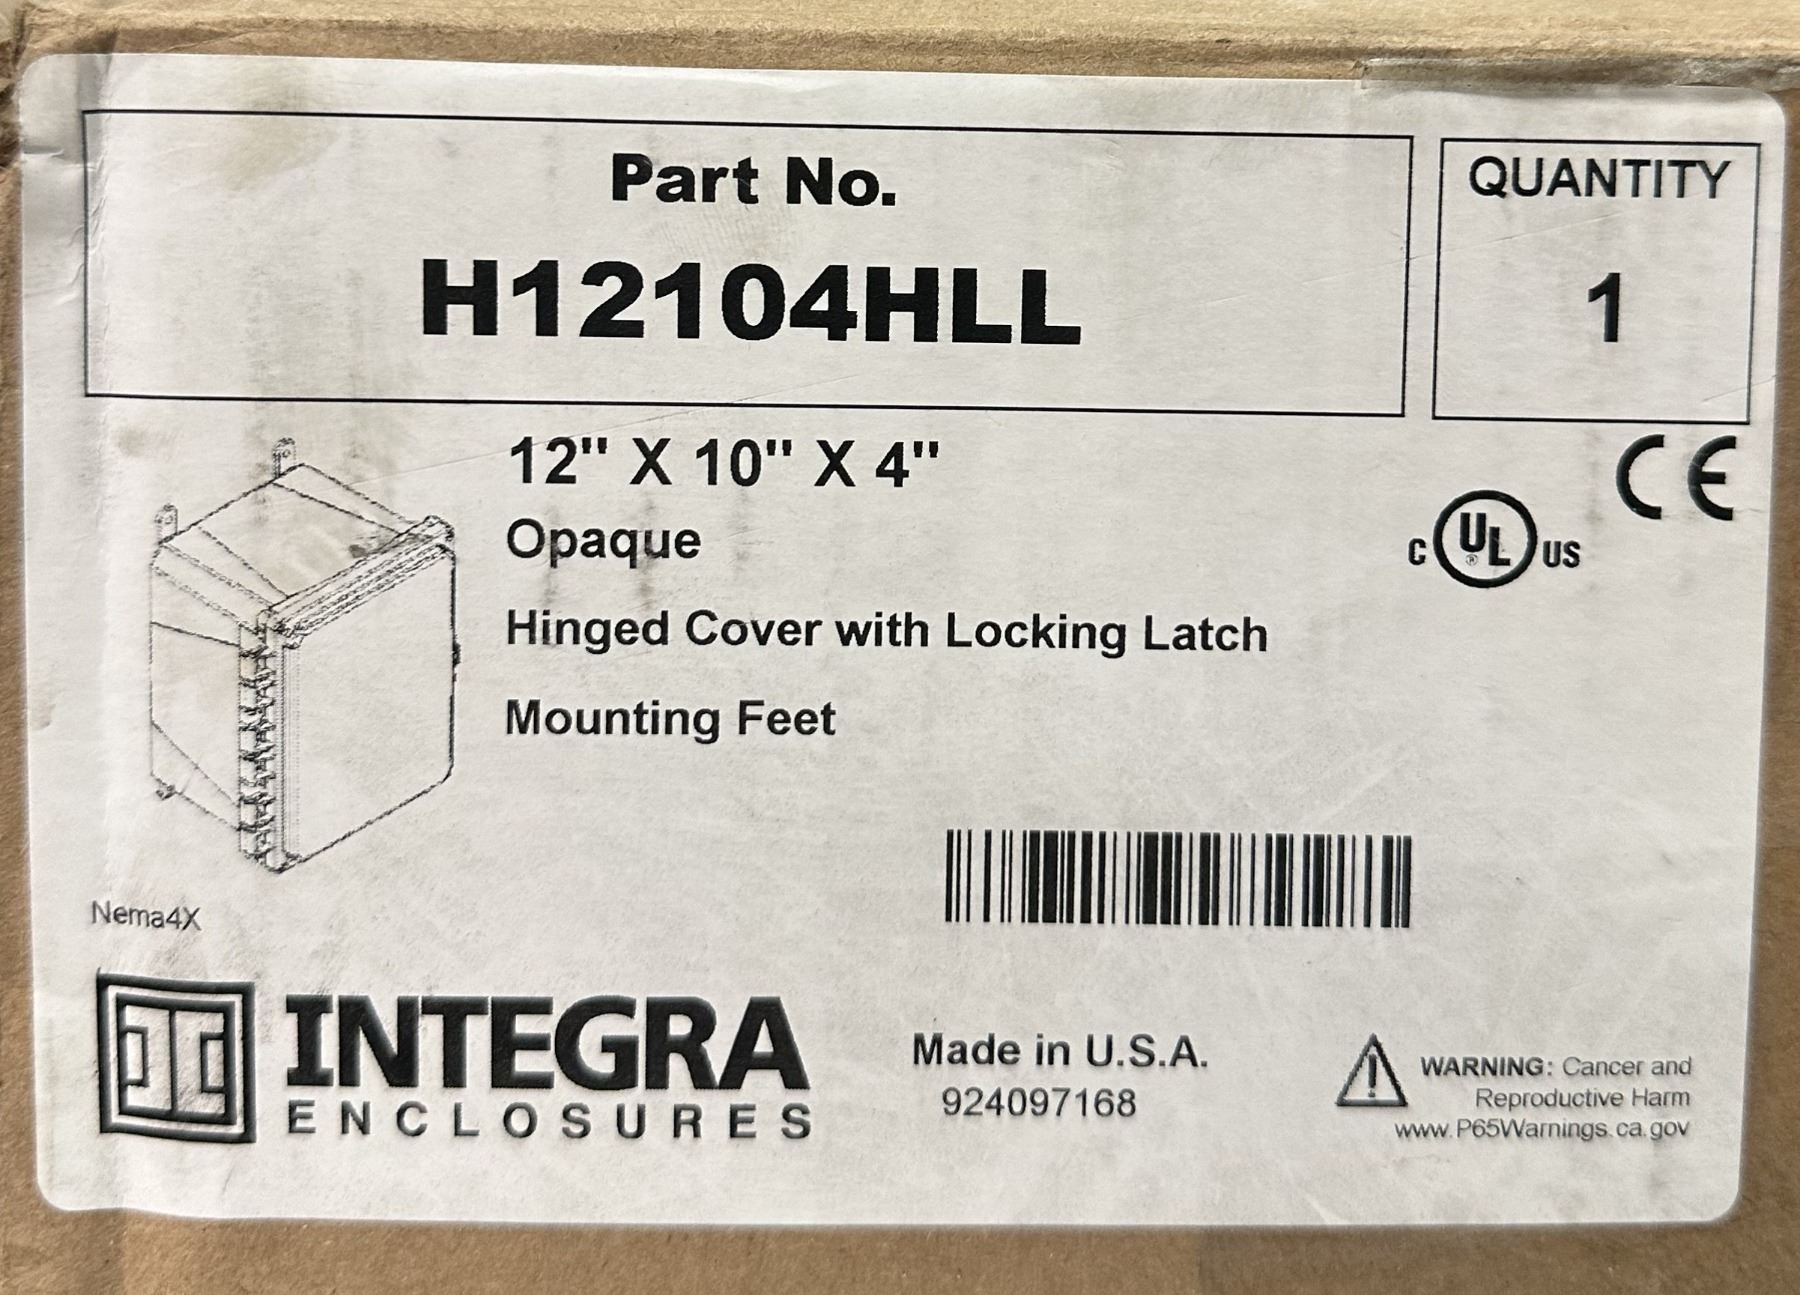 Part No.
H12104HLL
QUANTITY
1
12" X 10" X 4"
Opaque
Hinged Cover with Locking Latch
Mounting Feet
CE
C UL® US
Nema4X
INTEGRA
ENCLOSURES
Made in U.S.A.
924097168
WARNING: Cancer and
Reproductive Harm
www.P65Warnings.ca.gov